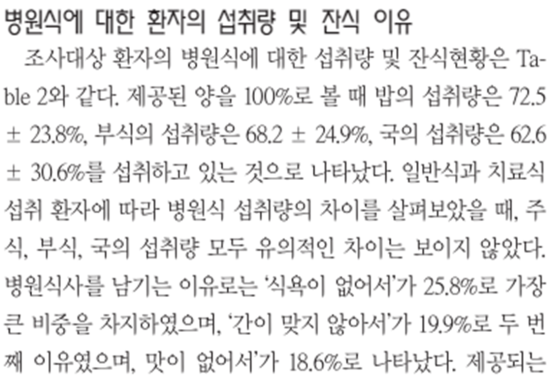 병원식에 대한 환자의 섭취량 및 잔식 이유
조사대상 환자의 병원식에 대한 섭취량 및 잔식현황은 Ta-
ble 2와 같다. 제공된 양을 100%로 볼 때 밥의 섭취량은 72.5
± 23.8%, 부식의 섭취량은 68.2 ± 24.9%, 국의 섭취량은 62.6
± 30.6%를 섭취하고 있는 것으로 나타났다. 일반식과 치료식
섭취 환자에 따라 병원식 섭취량의 차이를 살펴보았을 때, 주
식, 부식, 국의 섭취량 모두 유의적인 차이는 보이지 않았다.
병원식사를 남기는 이유로는 '식욕이 없어서'가 25.8%로 가장
큰 비중을 차지하였으며, '간이 맞지 않아서'가 19.9%로 두 번
째 이유였으며, 맛이 없어서'가 18.6%로 나타났다. 제공되는